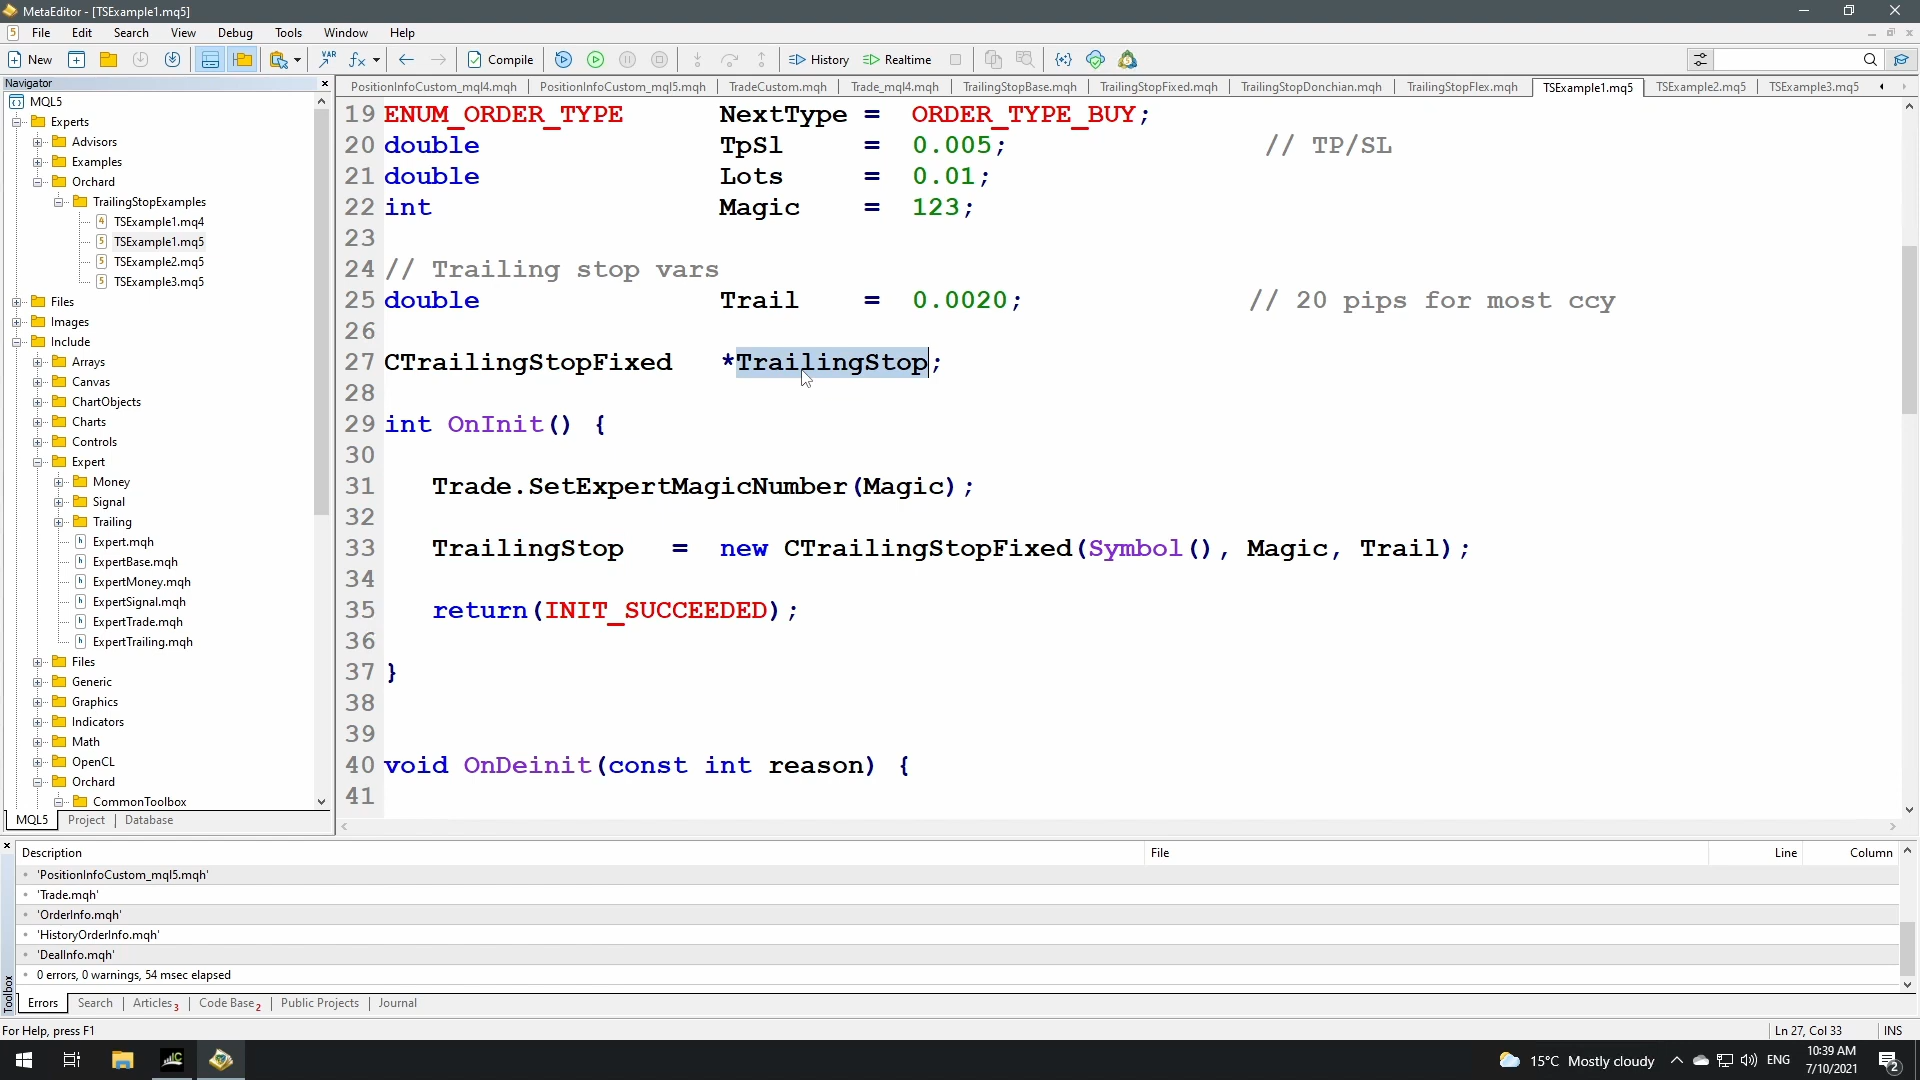 MetaEditor - [TSExample1.mq5]
File Edit Search View Debug Tools Window Help
New VAR Compile History Realtime
Navigator
PositionInfoCustom_mql4.mqh PositionInfoCustom_mql5.mqh TradeCustom.mqh Trade_mql4.mqh TrailingStopBase.mqh TrailingStopFixed.mqh TrailingStopDonchian.mqh TrailingStopFlex.mqh TSExample1.mq5 TSExample2.mq5 TSExample3.mq5
MQL5
Experts
Advisors
Examples
Orchard
TrailingStopExamples
TSExample1.mq4
TSExample1.mq5
TSExample2.mq5
TSExample3.mq5
Files
Images
Include
Arrays
Canvas
ChartObjects
Charts
Controls
Expert
Money
Signal
Trailing
Expert.mqh
ExpertBase.mqh
ExpertMoney.mqh
ExpertSignal.mqh
ExpertTrade.mqh
ExpertTrailing.mqh
Files
Generic
Graphics
Indicators
Math
OpenCL
Orchard
CommonToolbox
MQL5 Project Database
19 ENUM_ORDER_TYPE NextType = ORDER_TYPE_BUY;
20 double TpSl = 0.005; // TP/SL
21 double Lots = 0.01;
22 int Magic = 123;
23
24 // Trailing stop vars
25 double Trail = 0.0020; // 20 pips for most ccy
26
27 CTrailingStopFixed *TrailingStop;
28
29 int OnInit() {
30
31 Trade.SetExpertMagicNumber(Magic);
32
33 TrailingStop = new CTrailingStopFixed(Symbol(), Magic, Trail);
34
35 return(INIT_SUCCEEDED);
36
37 }
38
39
40 void OnDeinit(const int reason) {
41
Description File Line Column
'PositionInfoCustom_mql5.mqh'
'Trade.mqh'
'OrderInfo.mqh'
'HistoryOrderInfo.mqh'
'DealInfo.mqh'
0 errors, 0 warnings, 54 msec elapsed
Toolbox
Errors Search Articles 3 Code Base 2 Public Projects Journal
For Help, press F1 Ln 27, Col 33 INS
15°C Mostly cloudy ENG 10:39 AM
7/10/2021 2